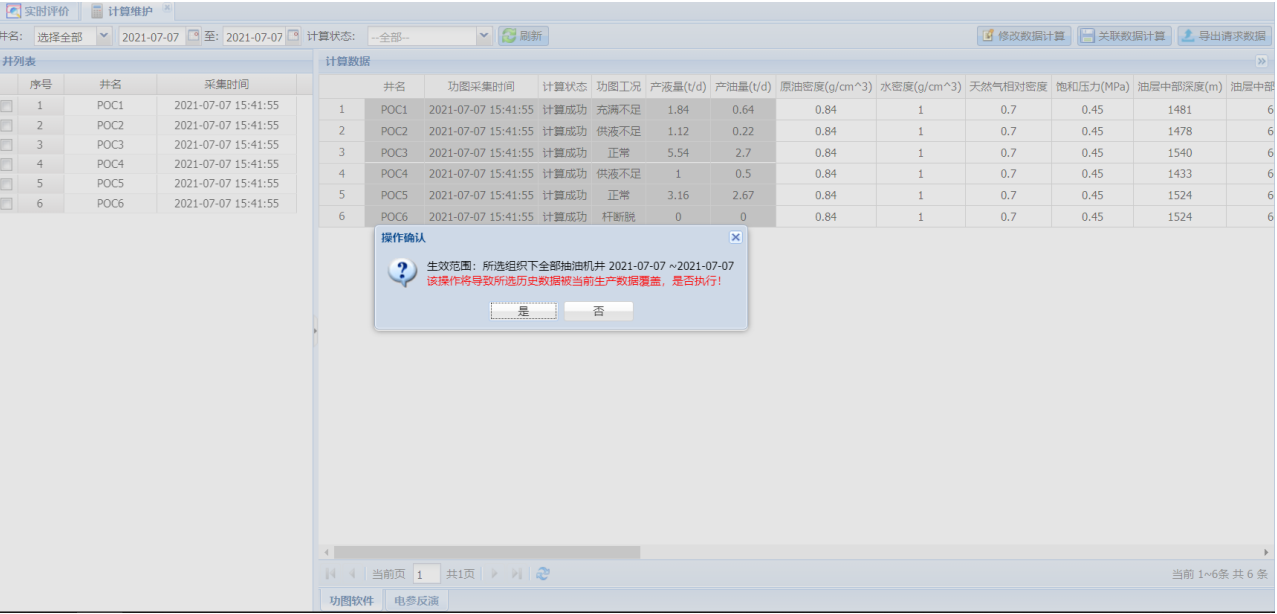 实时评价 计算维护
井名: 选择全部 2021-07-07 至: 2021-07-07 计算状态: --全部-- 刷新 修改数据计算 关联数据计算 导出请求数据
井列表
序号 井名 采集时间
1 POC1 2021-07-07 15:41:55
2 POC2 2021-07-07 15:41:55
3 POC3 2021-07-07 15:41:55
4 POC4 2021-07-07 15:41:55
5 POC5 2021-07-07 15:41:55
6 POC6 2021-07-07 15:41:55
计算数据
井名 功图采集时间 计算状态 功图工况 产液量(t/d) 产油量(t/d) 原油密度(g/cm^3) 水密度(g/cm^3) 天然气相对密度 饱和压力(MPa) 油层中部深度(m) 油层中部
1 POC1 2021-07-07 15:41:55 计算成功 充满不足 1.84 0.64 0.84 1 0.7 0.45 1481 6
2 POC2 2021-07-07 15:41:55 计算成功 供液不足 1.12 0.22 0.84 1 0.7 0.45 1478 6
3 POC3 2021-07-07 15:41:55 计算成功 正常 5.54 2.7 0.84 1 0.7 0.45 1540 6
4 POC4 2021-07-07 15:41:55 计算成功 供液不足 1 0.5 0.84 1 0.7 0.45 1433 6
5 POC5 2021-07-07 15:41:55 计算成功 正常 3.16 2.67 0.84 1 0.7 0.45 1524 6
6 POC6 2021-07-07 15:41:55 计算成功 杆断脱 0 0 0.84 1 0.7 0.45 1524 6
操作确认
生效范围: 所选组织下全部抽油机井 2021-07-07 ~2021-07-07
该操作将导致所选历史数据被当前生产数据覆盖，是否执行!
是 否
当前页 1 共1页 当前 1~6条 共 6 条
功图软件 电参反演